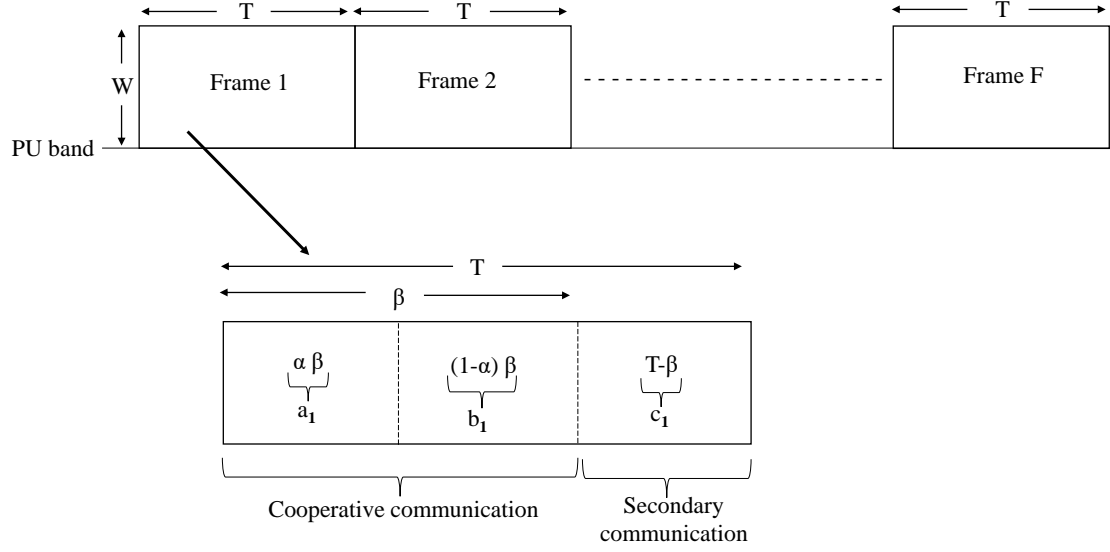 T T T
W Frame 1 Frame 2 Frame F
PU band
T
β
α β (1-α) β T-β
a1 b1 c1
Cooperative communication Secondary
communication